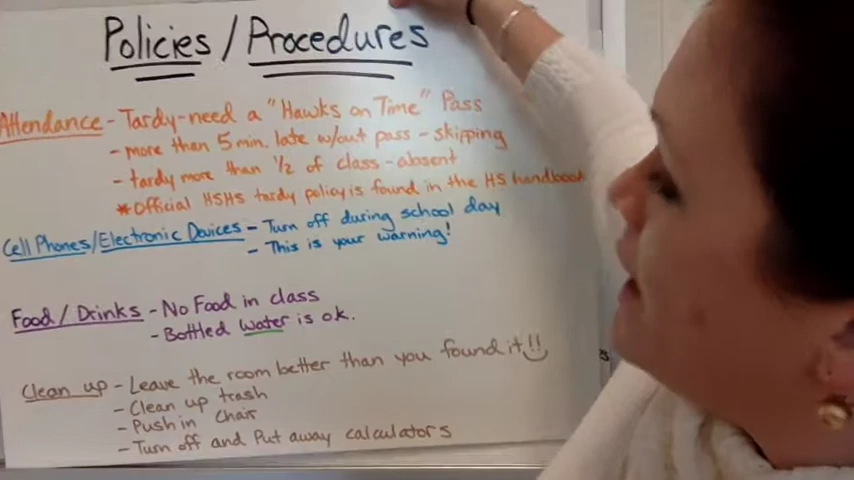 Policies / Procedures
Attendance - Tardy - need a "Hawks on Time" Pass
- more than 5 min. late w/out pass - skipping
- tardy more than 1/2 of class - absent
*Official HSHS tardy policy is found in the HS handbook
Cell Phones/Electronic Devices - Turn off during school day
- This is your warning!
Food / Drinks - No Food in class
- Bottled water is ok.
Clean up - Leave the room better than you found it!!
- Clean up trash
- Push in chair
- Turn off and Put away calculators